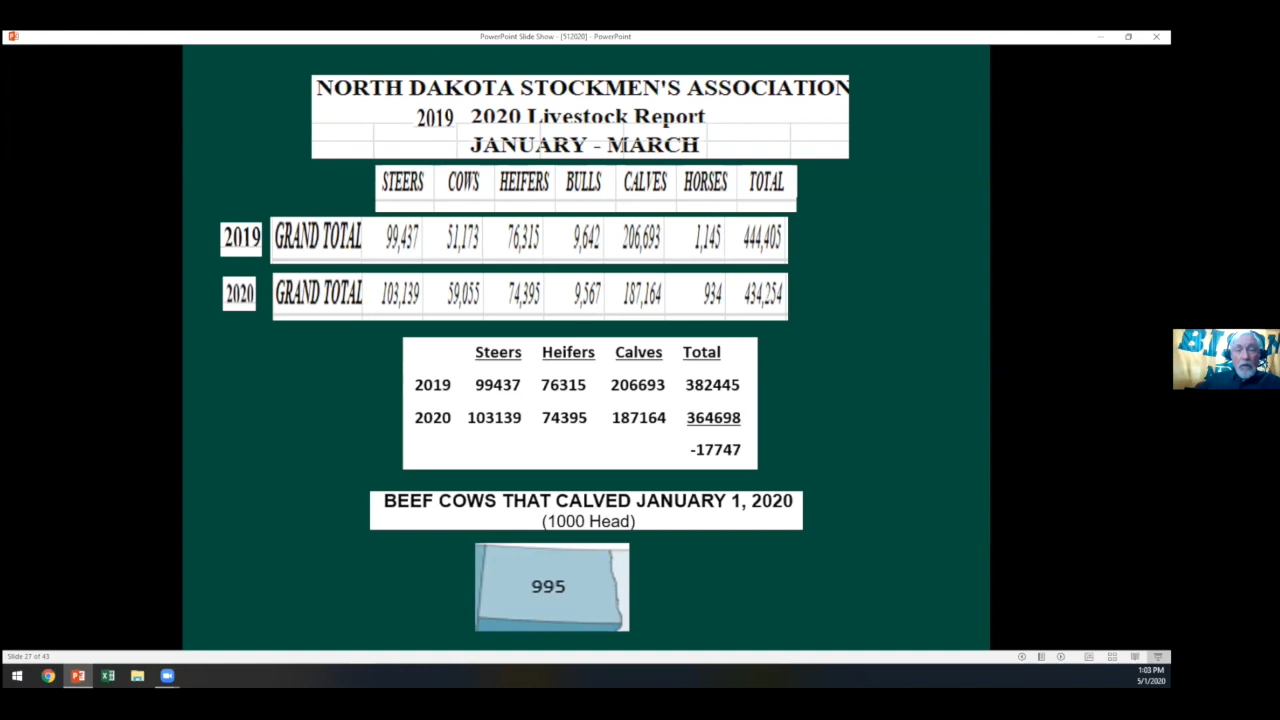 PowerPoint Slide Show - [512020] - PowerPoint
NORTH DAKOTA STOCKMEN'S ASSOCIATION
2019 2020 Livestock Report
JANUARY - MARCH
STEERS COWS HEIFERS BULLS CALVES HORSES TOTAL
2019 GRAND TOTAL 99,437 51,173 76,315 9,642 206,693 1,145 444,405
2020 GRAND TOTAL 103,139 59,055 74,395 9,567 187,164 934 434,254
Steers Heifers Calves Total
2019 99437 76315 206693 382445
2020 103139 74395 187164 364698
-17747
BEEF COWS THAT CALVED JANUARY 1, 2020
(1000 Head)
995
Slide 27 of 43
1:03 PM
5/1/2020